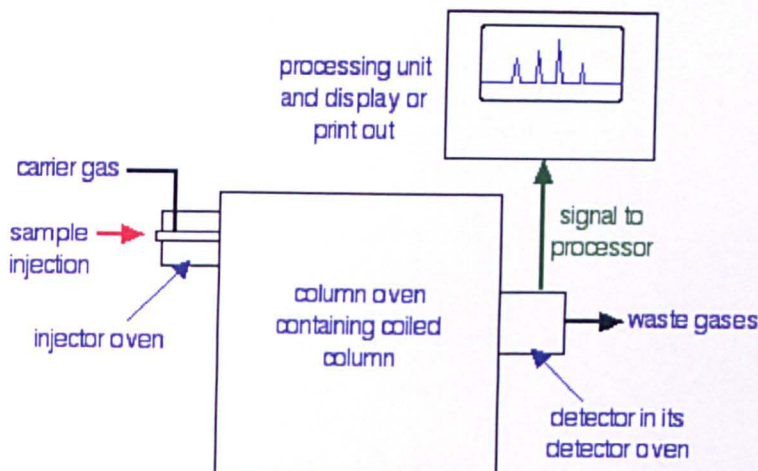 processing unit
and display or
print out
carrier gas
sample
injection
injector oven
column oven
containing coiled
column
signal to
processor
waste gases
detector in its
detector oven